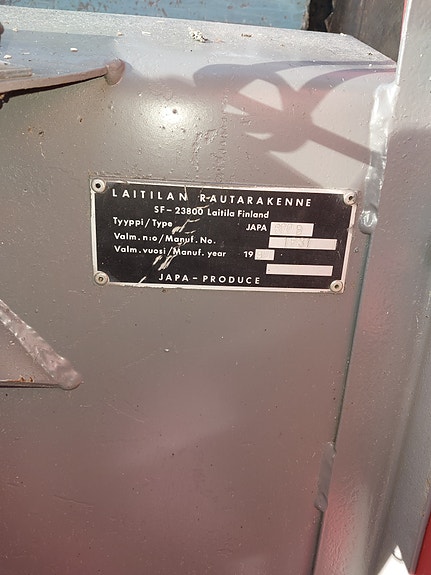 LAITILAN RAUTARAKENNE
SF-23800 Laitila Finland
Tyyppi/Type JAPA
Valm. n:o/Manuf. No.
Valm. vuosi/Manuf. year 19
JAPA-PRODUCE